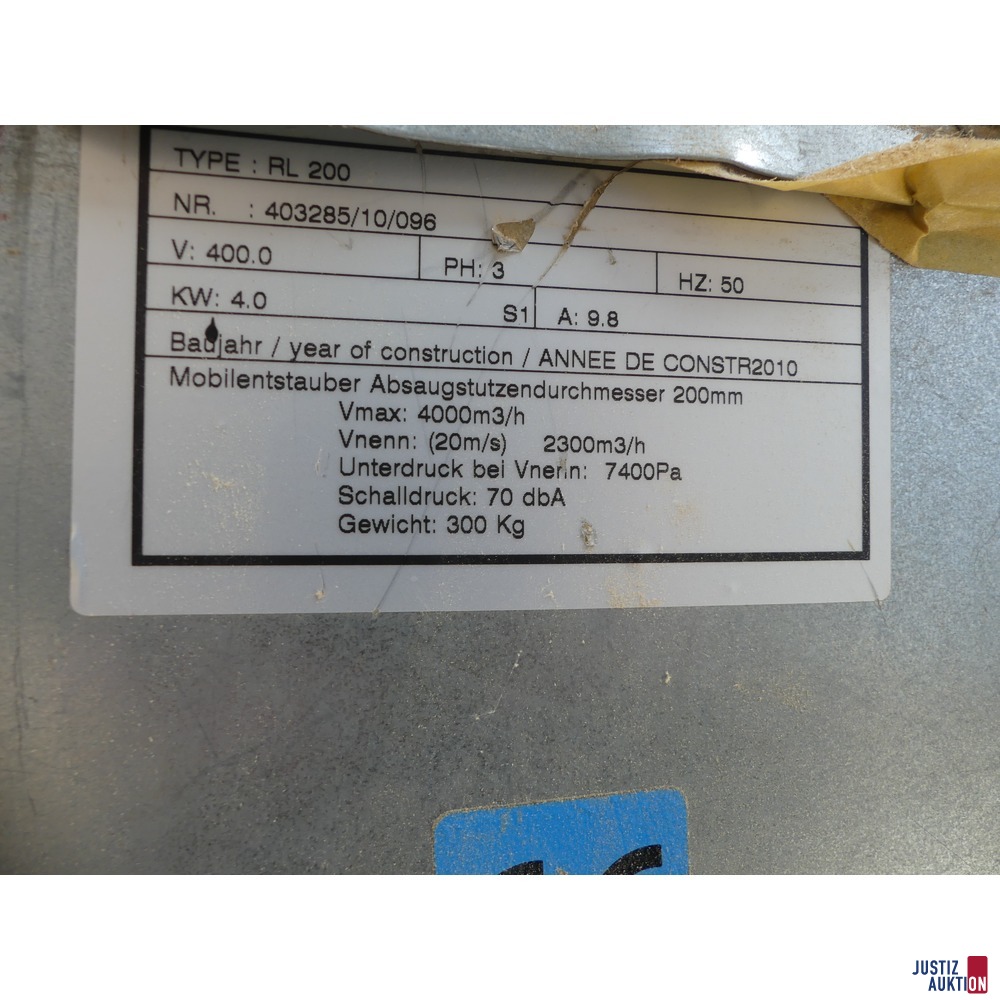 TYPE : RL 200
NR. : 403285/10/096
V: 400.0 PH: 3 HZ: 50
KW: 4.0 S1 A: 9.8
Baujahr / year of construction / ANNEE DE CONSTR2010
Mobilentstauber Absaugstutzendurchmesser 200mm
Vmax: 4000m3/h
Vnenn: (20m/s) 2300m3/h
Unterdruck bei Vnenn: 7400Pa
Schalldruck: 70 dbA
Gewicht: 300 Kg
JUSTIZ
AUKTION